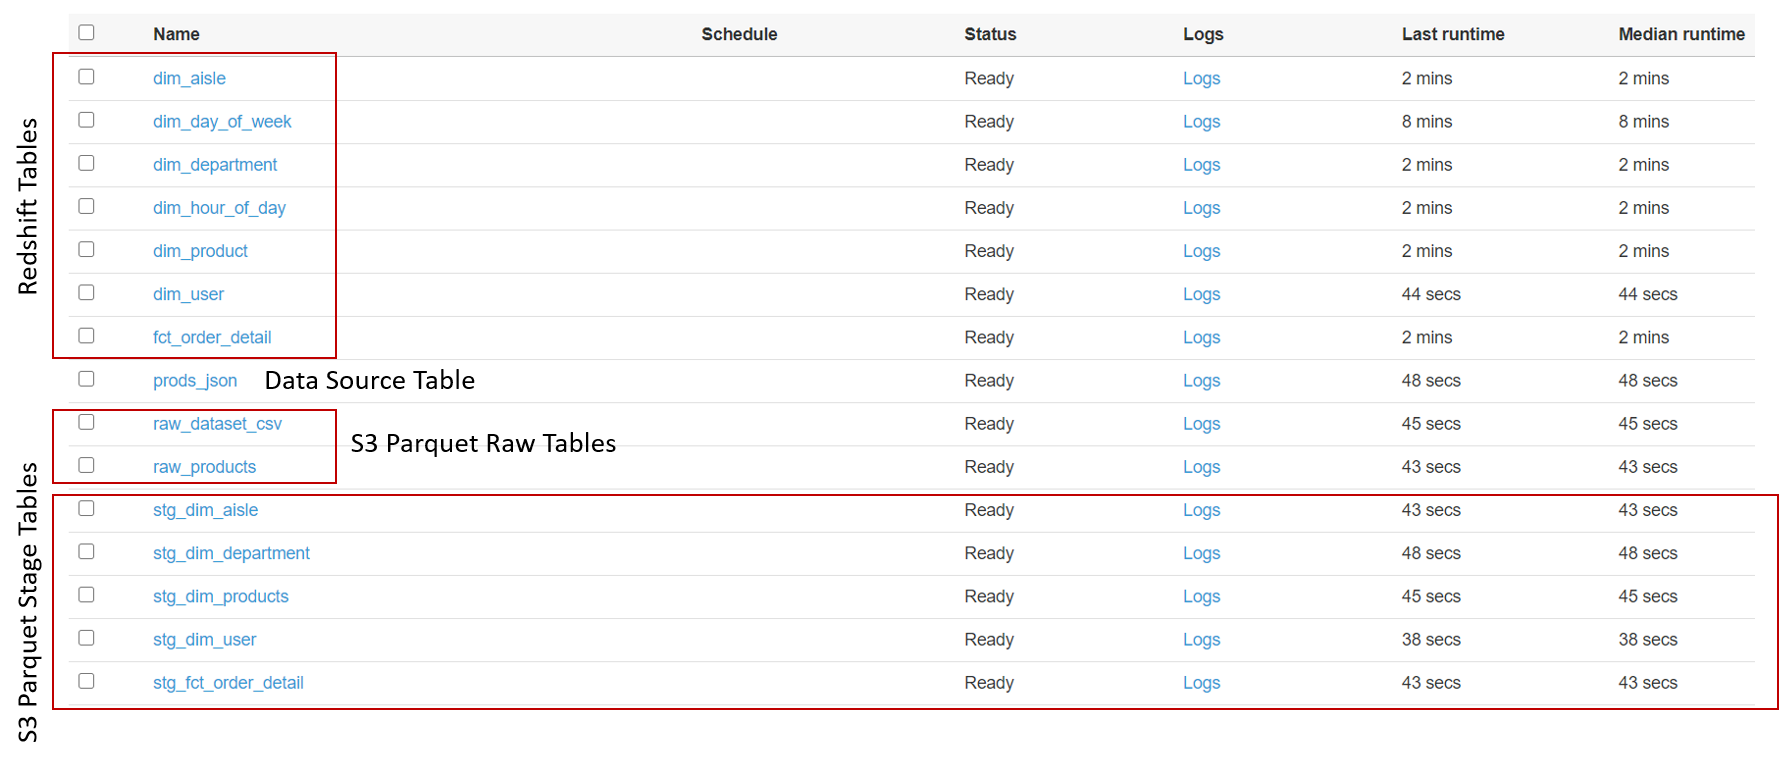 Name Schedule Status Logs Last runtime Median runtime
Redshift Tables
dim_aisle Ready Logs 2 mins 2 mins
dim_day_of_week Ready Logs 8 mins 8 mins
dim_department Ready Logs 2 mins 2 mins
dim_hour_of_day Ready Logs 2 mins 2 mins
dim_product Ready Logs 2 mins 2 mins
dim_user Ready Logs 44 secs 44 secs
fct_order_detail Ready Logs 2 mins 2 mins
prods_json Data Source Table Ready Logs 48 secs 48 secs
raw_dataset_csv Ready Logs 45 secs 45 secs
S3 Parquet Raw Tables
raw_products Ready Logs 43 secs 43 secs
S3 Parquet Stage Tables
stg_dim_aisle Ready Logs 43 secs 43 secs
stg_dim_department Ready Logs 48 secs 48 secs
stg_dim_products Ready Logs 45 secs 45 secs
stg_dim_user Ready Logs 38 secs 38 secs
stg_fct_order_detail Ready Logs 43 secs 43 secs